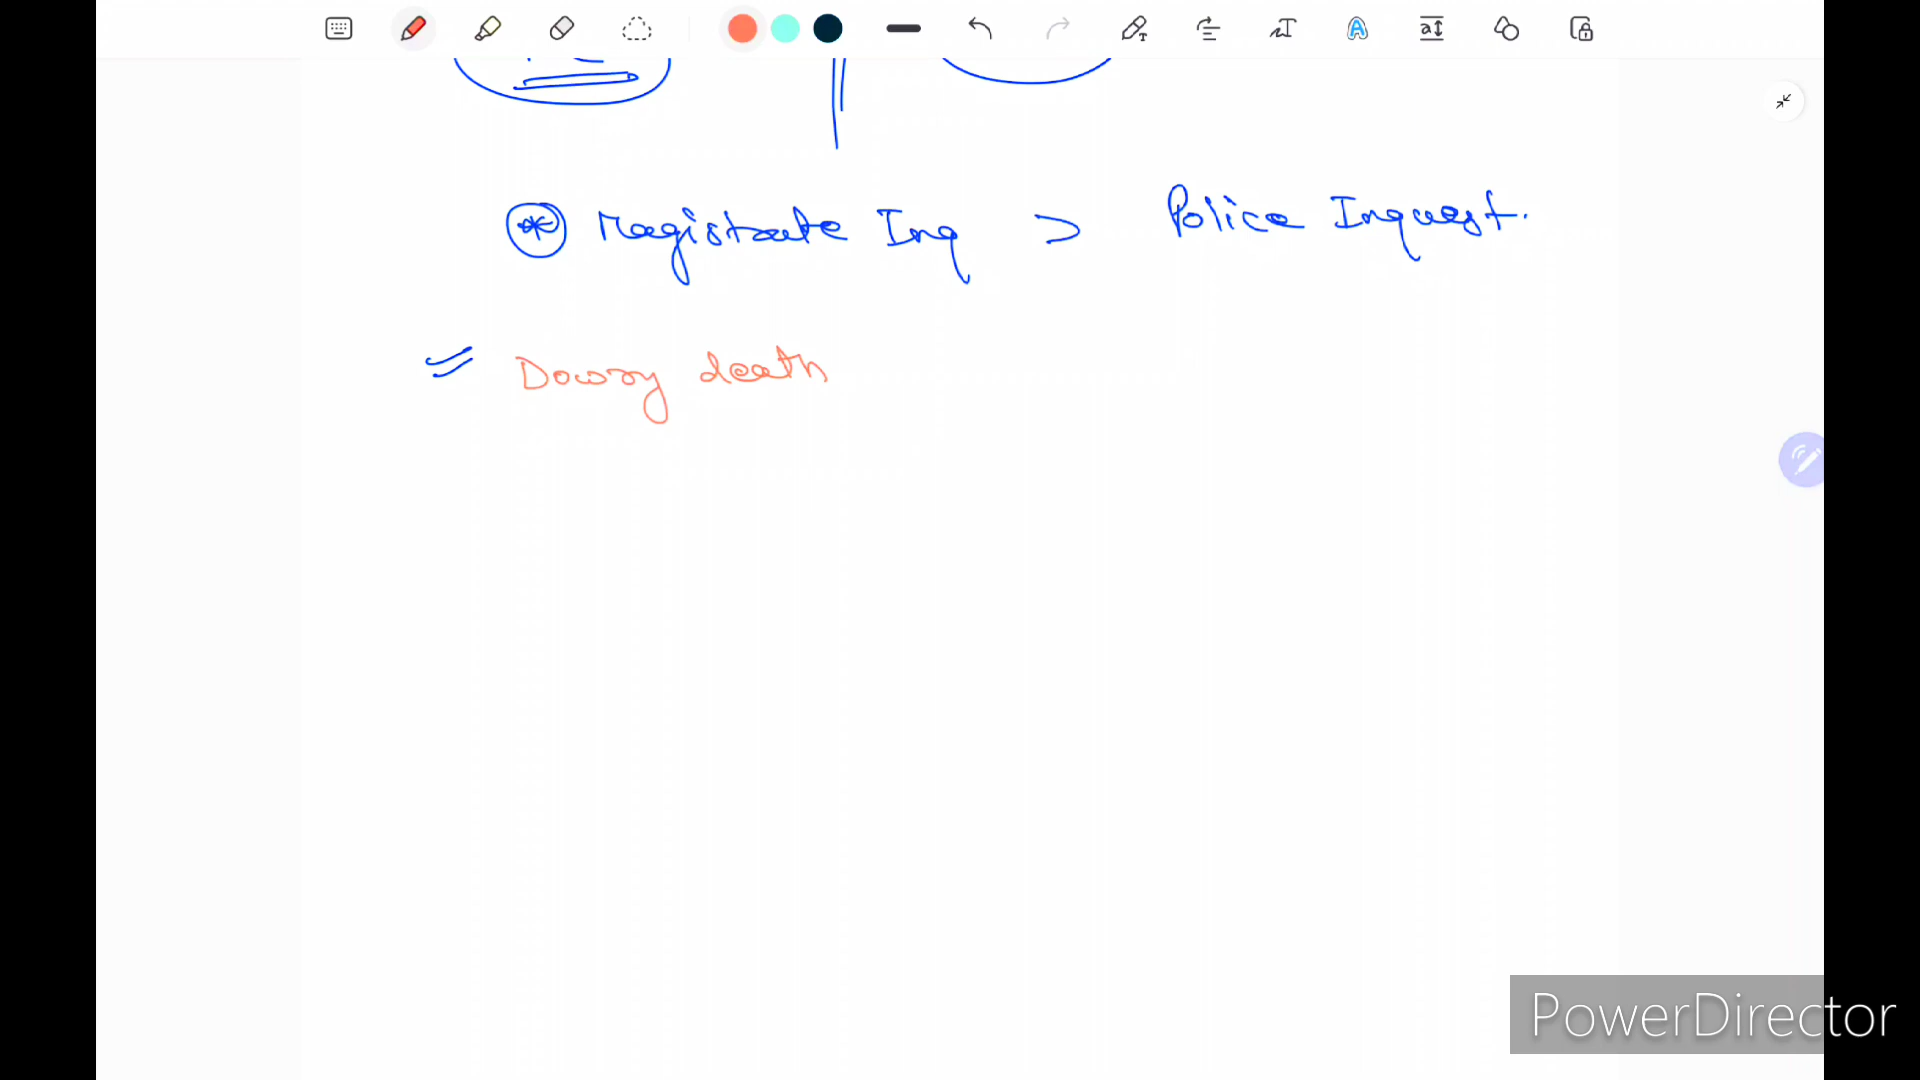 * Magistrate Inq > Police Inquest.
Dowry death
PowerDirector